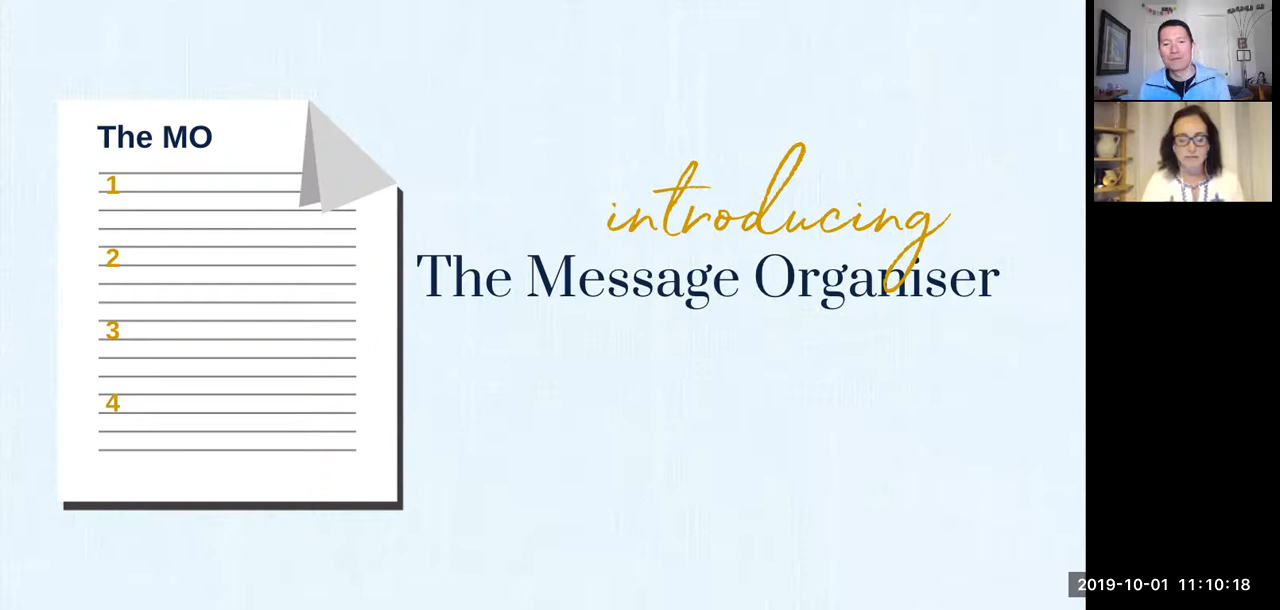 The MO
1
2
3
4
introducing
The Message Organiser
2019-10-01 11:10:18